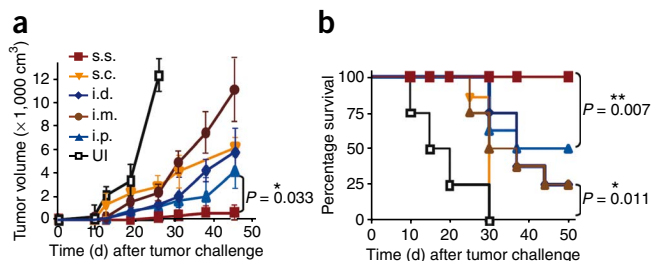 a
Tumor volume (× 1,000 cm³)
12
10
8
6
4
2
0
s.s.
s.c.
i.d.
i.m.
i.p.
UI
*
P = 0.033
0 10 20 30 40 50
Time (d) after tumor challenge
b
Percentage survival
100
75
50
25
0
**
P = 0.007
*
P = 0.011
0 10 20 30 40 50
Time (d) after tumor challenge